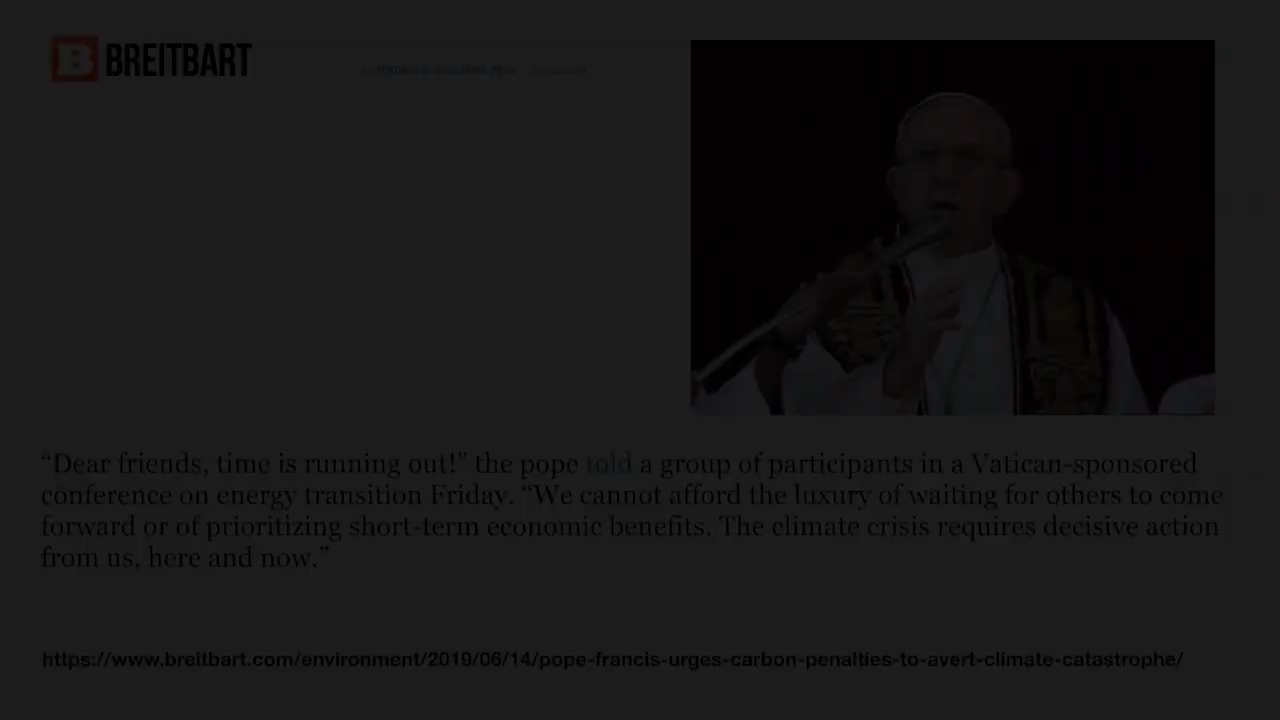 BREITBART
“Dear friends, time is running out!” the pope told a group of participants in a Vatican-sponsored
conference on energy transition Friday. “We cannot afford the luxury of waiting for others to come
forward or of prioritizing short-term economic benefits. The climate crisis requires decisive action
from us, here and now.”
https://www.breitbart.com/environment/2019/06/14/pope-francis-urges-carbon-penalties-to-avert-climate-catastrophe/